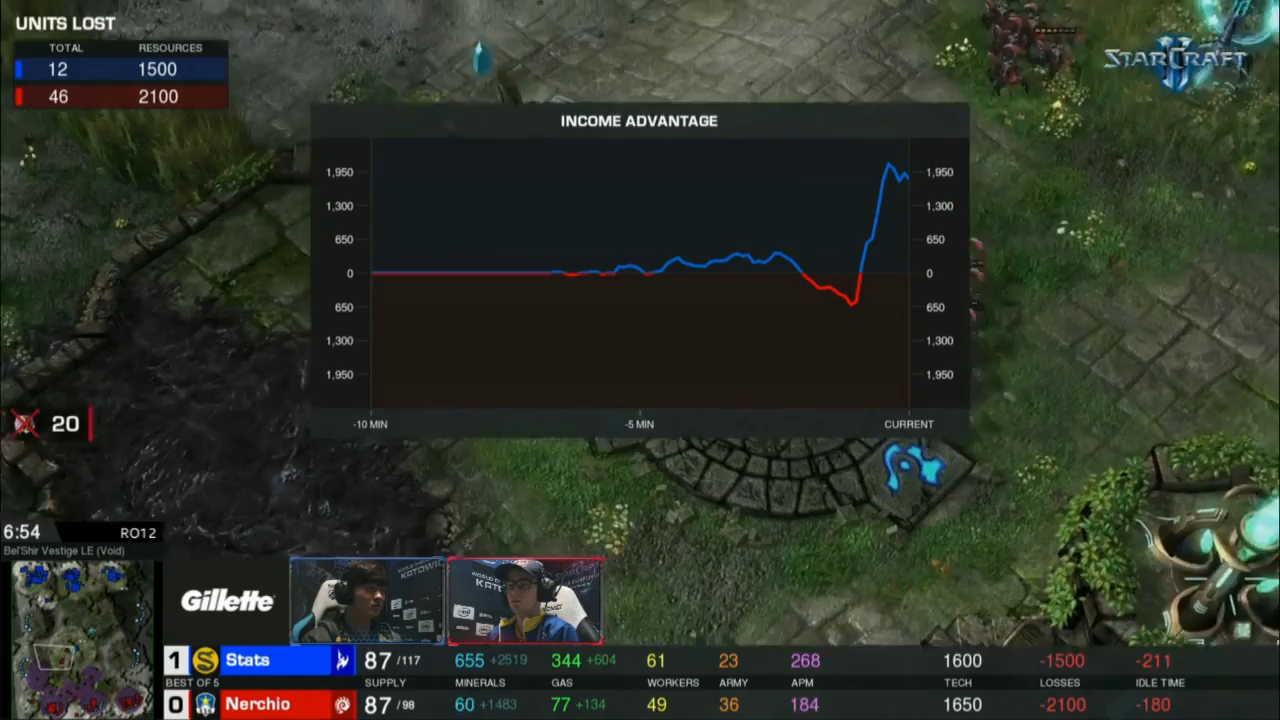 UNITS LOST
TOTAL RESOURCES
12 1500
46 2100
STARCRAFT
II
INCOME ADVANTAGE
1,950 1,950
1,300 1,300
650 650
0 0
650 650
1,300 1,300
1,950 1,950
-10 MIN -5 MIN CURRENT
20
6:54 RO12
Bel'Shir Vestige LE (Void)
Gillette
KATOWIC
KATO
intel
1 S Stats 87 /117 655 +2519 344 +604 61 23 268 1600 -1500 -211
BEST OF 5 SUPPLY MINERALS GAS WORKERS ARMY APM TECH LOSSES IDLE TIME
0 Nerchio 87 /98 60 +1483 77 +134 49 36 184 1650 -2100 -180